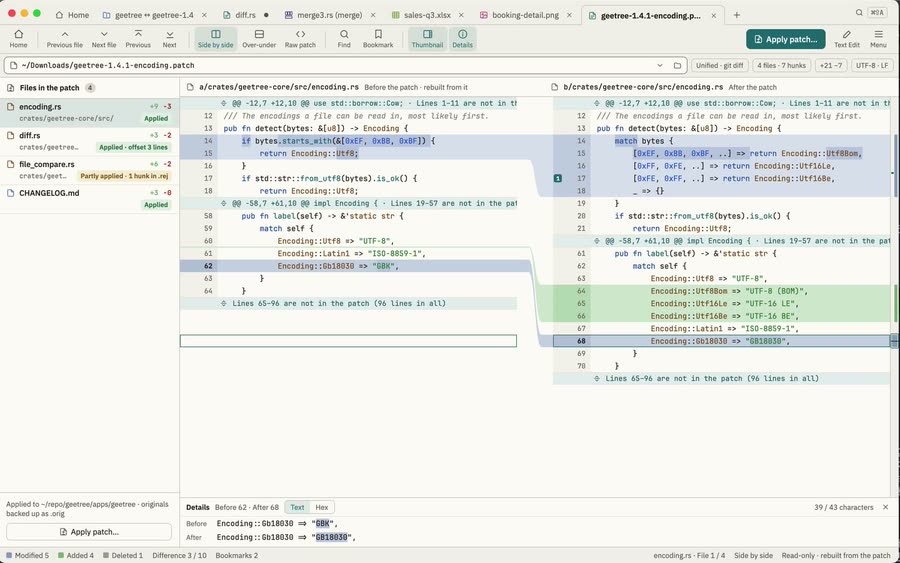 Home
geetree ↔ geetree-1.4
diff.rs
merge3.rs (merge)
sales-q3.xlsx
booking-detail.png
geetree-1.4.1-encoding.p...
⌘⇧A
Home
Previous file
Next file
Previous
Next
Side by side
Over-under
Raw patch
Find
Bookmark
Thumbnail
Details
Apply patch...
Text Edit
Menu
~/Downloads/geetree-1.4.1-encoding.patch
Unified · git diff
4 files · 7 hunks
+21 −7
UTF-8 · LF
Files in the patch 4
encoding.rs +9 -3
crates/geetree-core/src/ Applied
diff.rs +3 -2
crates/geetree... Applied · offset 3 lines
file_compare.rs +6 -2
crates/geet... Partly applied · 1 hunk in .rej
CHANGELOG.md +3 -0
Applied
Applied to ~/repo/geetree/apps/geetree · originals
backed up as .orig
Apply patch...
a/crates/geetree-core/src/encoding.rs Before the patch · rebuilt from it
@@ -12,7 +12,10 @@ use std::borrow::Cow; · Lines 1–11 are not in th
12 /// The encodings a file can be read in, most likely first.
13 pub fn detect(bytes: &[u8]) -> Encoding {
14 if bytes.starts_with(&[0xEF, 0xBB, 0xBF]) {
15 return Encoding::Utf8;
16 }
17 if std::str::from_utf8(bytes).is_ok() {
18 return Encoding::Utf8;
@@ -58,7 +61,10 @@ impl Encoding { · Lines 19–57 are not in the pat
58 pub fn label(self) -> &'static str {
59 match self {
60 Encoding::Utf8 => "UTF-8",
61 Encoding::Latin1 => "ISO-8859-1",
62 Encoding::Gb18030 => "GBK",
63 }
64 }
Lines 65–96 are not in the patch (96 lines in all)
b/crates/geetree-core/src/encoding.rs After the patch
@@ -12,7 +12,10 @@ use std::borrow::Cow; · Lines 1–11 are not in th
12 /// The encodings a file can be read in, most likely first.
13 pub fn detect(bytes: &[u8]) -> Encoding {
14 match bytes {
15 [0xEF, 0xBB, 0xBF, ..] => return Encoding::Utf8Bom,
16 [0xFF, 0xFE, ..] => return Encoding::Utf16Le,
1 17 [0xFE, 0xFF, ..] => return Encoding::Utf16Be,
18 _ => {}
19 }
20 if std::str::from_utf8(bytes).is_ok() {
21 return Encoding::Utf8;
@@ -58,7 +61,10 @@ impl Encoding { · Lines 19–57 are not in the pat
61 pub fn label(self) -> &'static str {
62 match self {
63 Encoding::Utf8 => "UTF-8",
64 Encoding::Utf8Bom => "UTF-8 (BOM)",
65 Encoding::Utf16Le => "UTF-16 LE",
66 Encoding::Utf16Be => "UTF-16 BE",
67 Encoding::Latin1 => "ISO-8859-1",
68 Encoding::Gb18030 => "GB18030",
69 }
70 }
Lines 65–96 are not in the patch (96 lines in all)
Details Before 62 · After 68 Text Hex 39 / 43 characters
Before Encoding::Gb18030 => "GBK",
After Encoding::Gb18030 => "GB18030",
Modified 5 Added 4 Deleted 1 Difference 3 / 10 Bookmarks 2
encoding.rs · File 1 / 4 Side by side Read-only · rebuilt from the patch